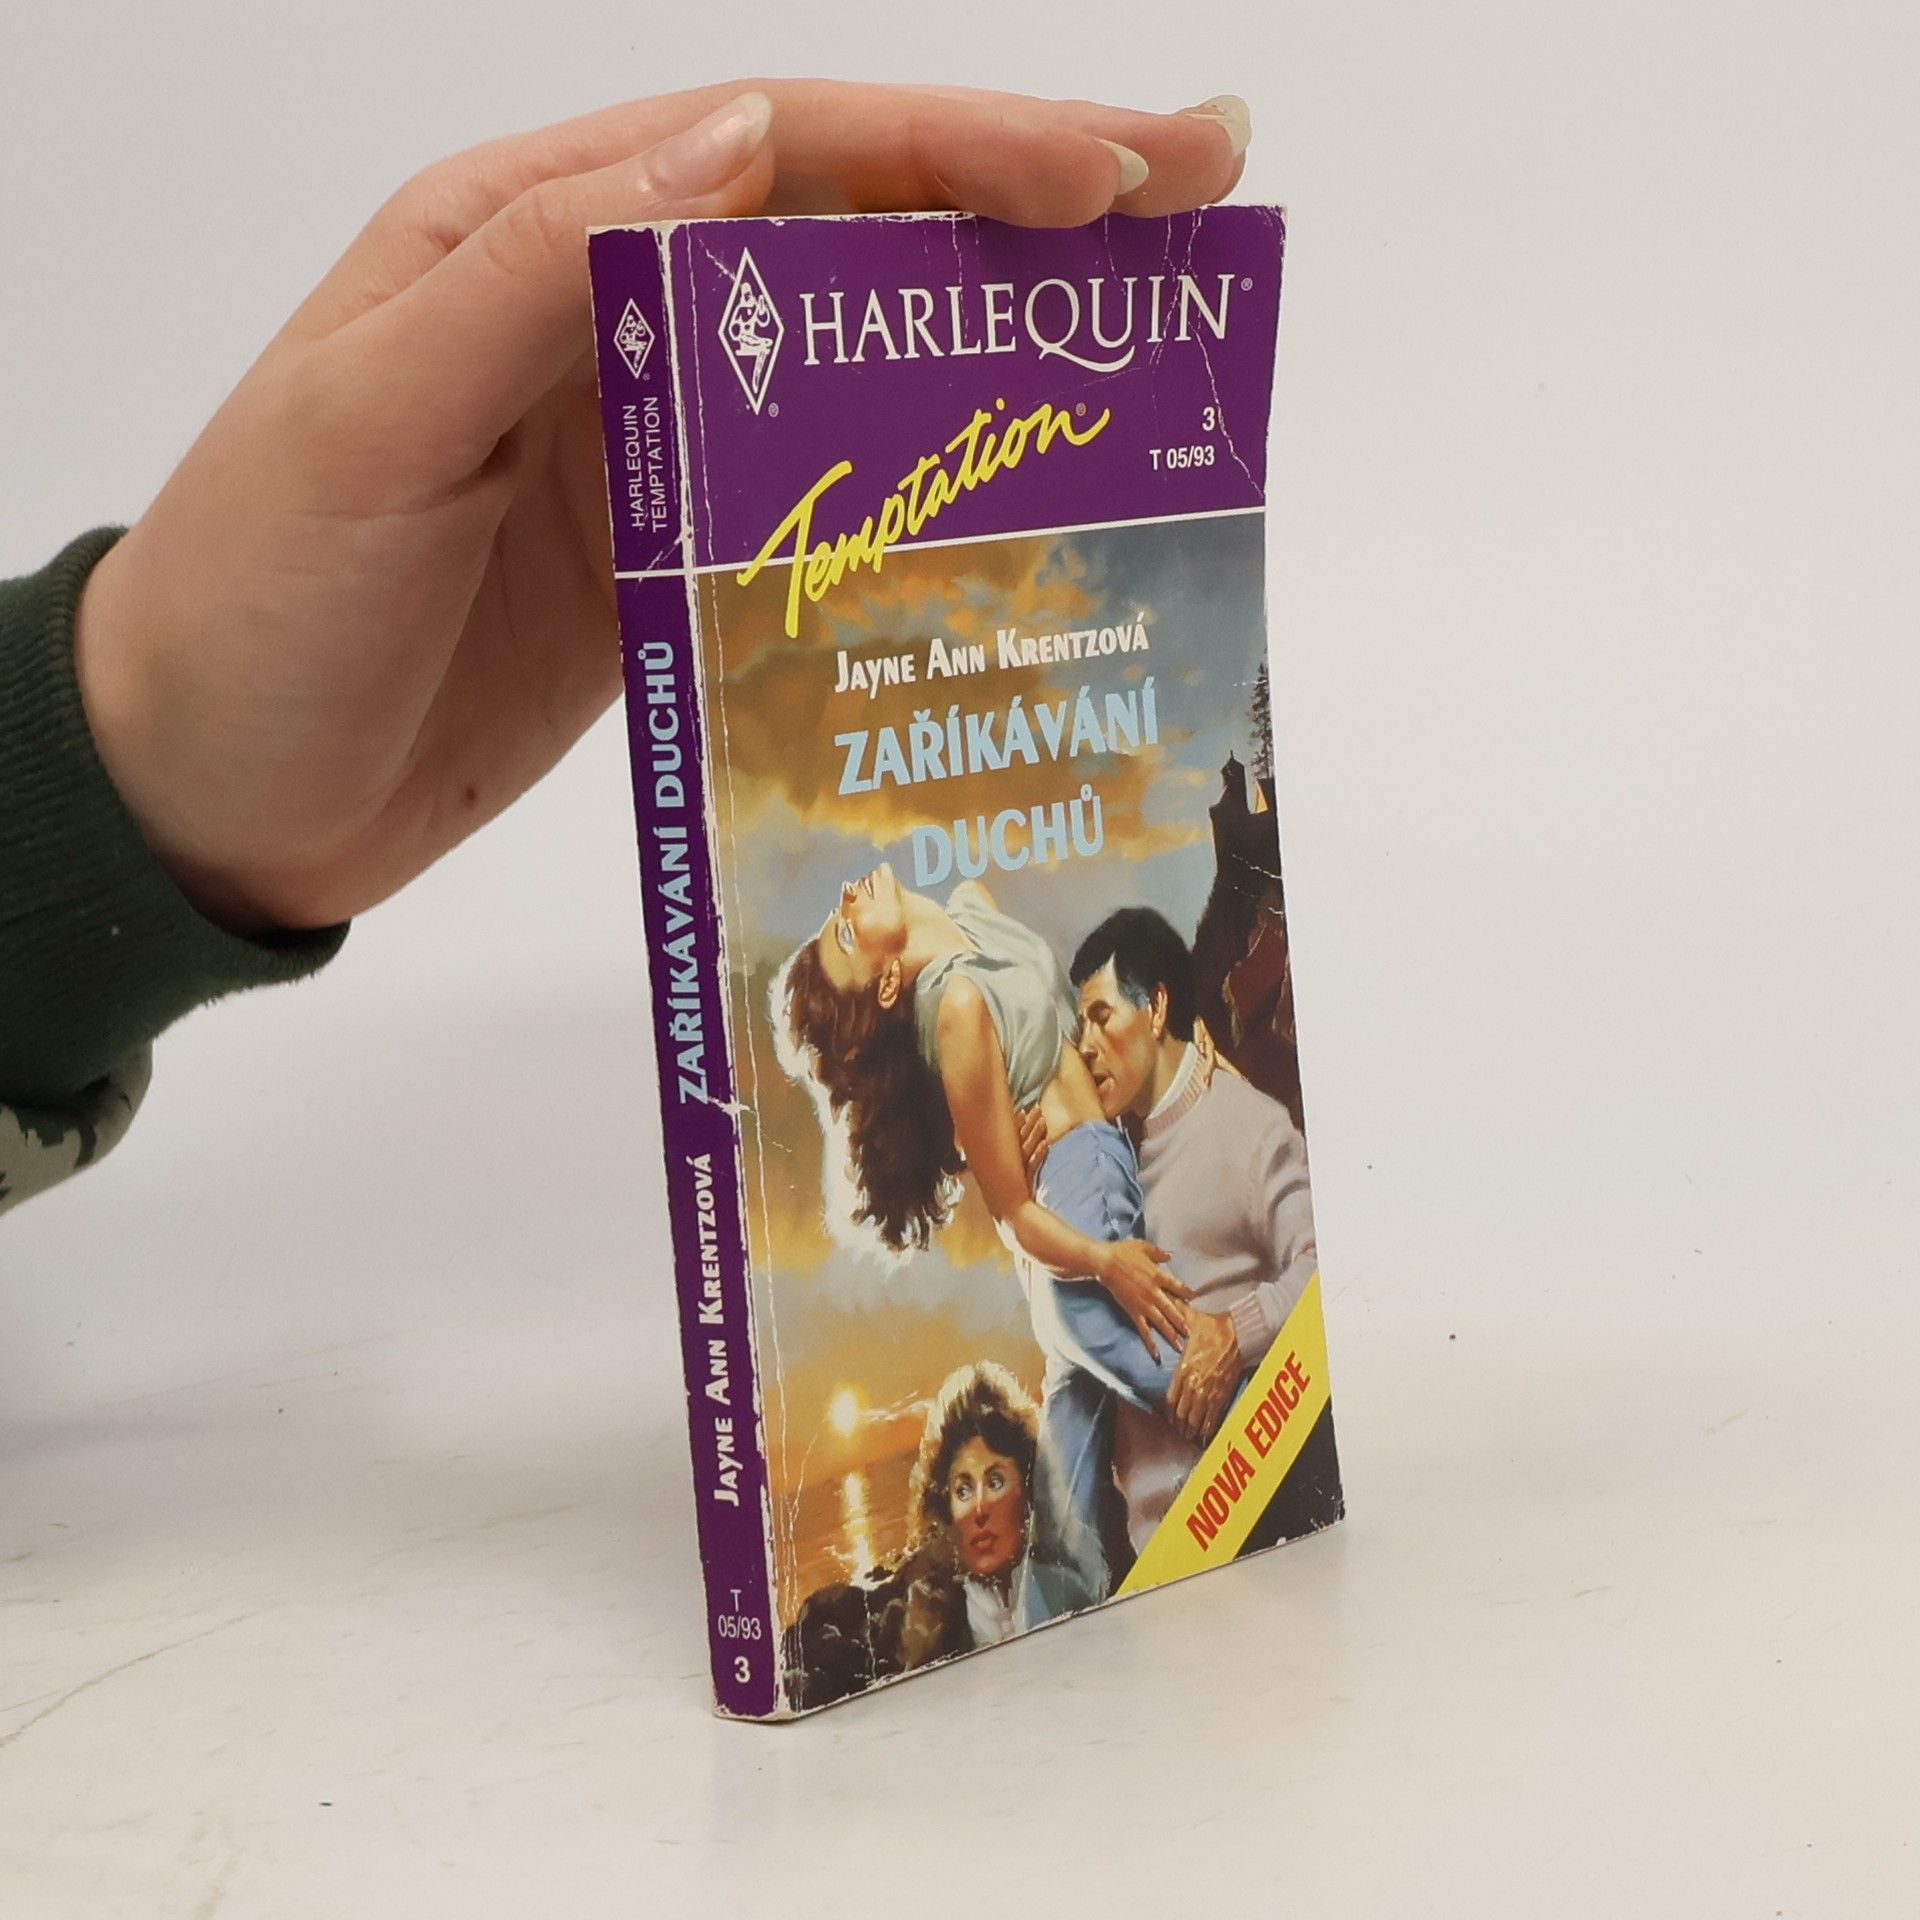 HARLEQUIN®
Temptation®
3
T 05/93
JAYNE ANN KRENTZOVÁ
ZAŘÍKÁVÁNÍ
DUCHŮ
NOVÁ EDICE
HARLEQUIN
TEMPTATION
ZAŘÍKÁVÁNÍ DUCHŮ
JAYNE ANN KRENTZOVÁ
T
05/93
3